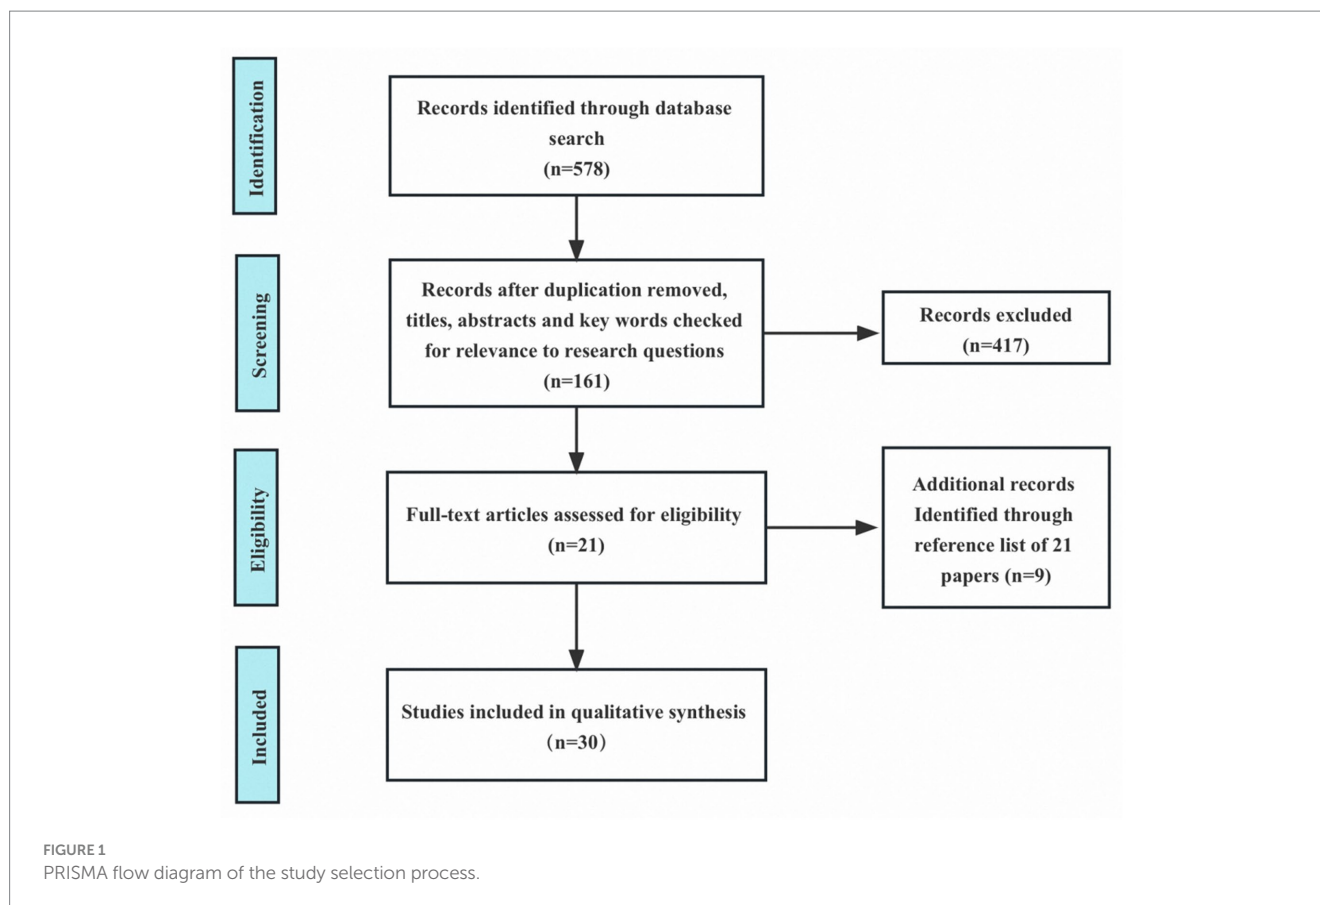 Identification
Records identified through database
search
(n=578)
Screening
Records after duplication removed,
titles, abstracts and key words checked
for relevance to research questions
(n=161)
Records excluded
(n=417)
Eligibility
Full-text articles assessed for eligibility
(n=21)
Additional records
Identified through
reference list of 21
papers (n=9)
Included
Studies included in qualitative synthesis
(n=30)
FIGURE 1
PRISMA flow diagram of the study selection process.